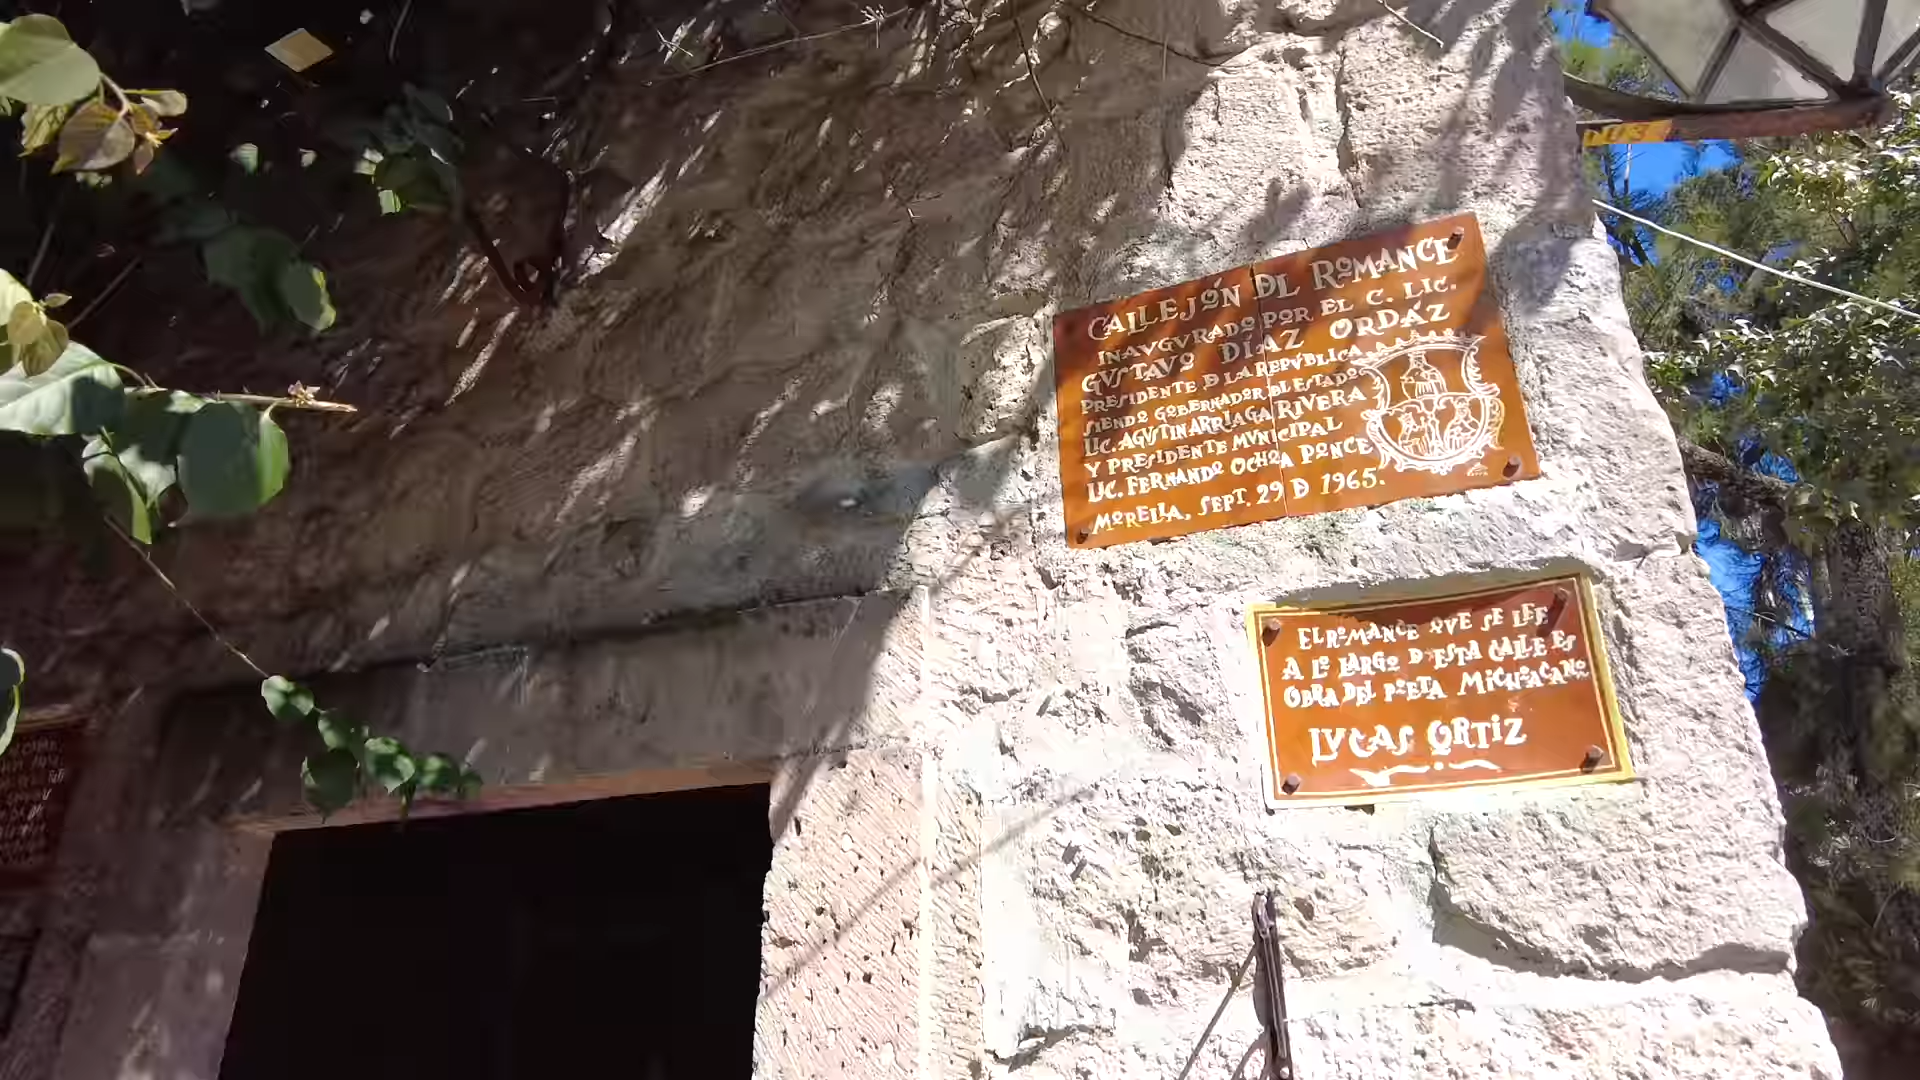 CALLEJÓN DL ROMANCE
INAVGVRADO POR EL C. LIC.
GVSTAVO DÍAZ ORDÁZ
PRESIDENTE D LA REPVBLICA
SIENDO GOBERNADOR DL ESTADO
LIC. AGVSTIN ARRIAGA RIVERA
Y PRESIDENTE MVNICIPAL
LIC. FERNANDO OCHOA PONCE
MORELIA, SEPT. 29 D 1965.
EL ROMANCE QVE SE LEE
A LO LARGO D ESTA CALLE ES
OBRA DEL POETA MICHOACANO
LVCAS ORTIZ